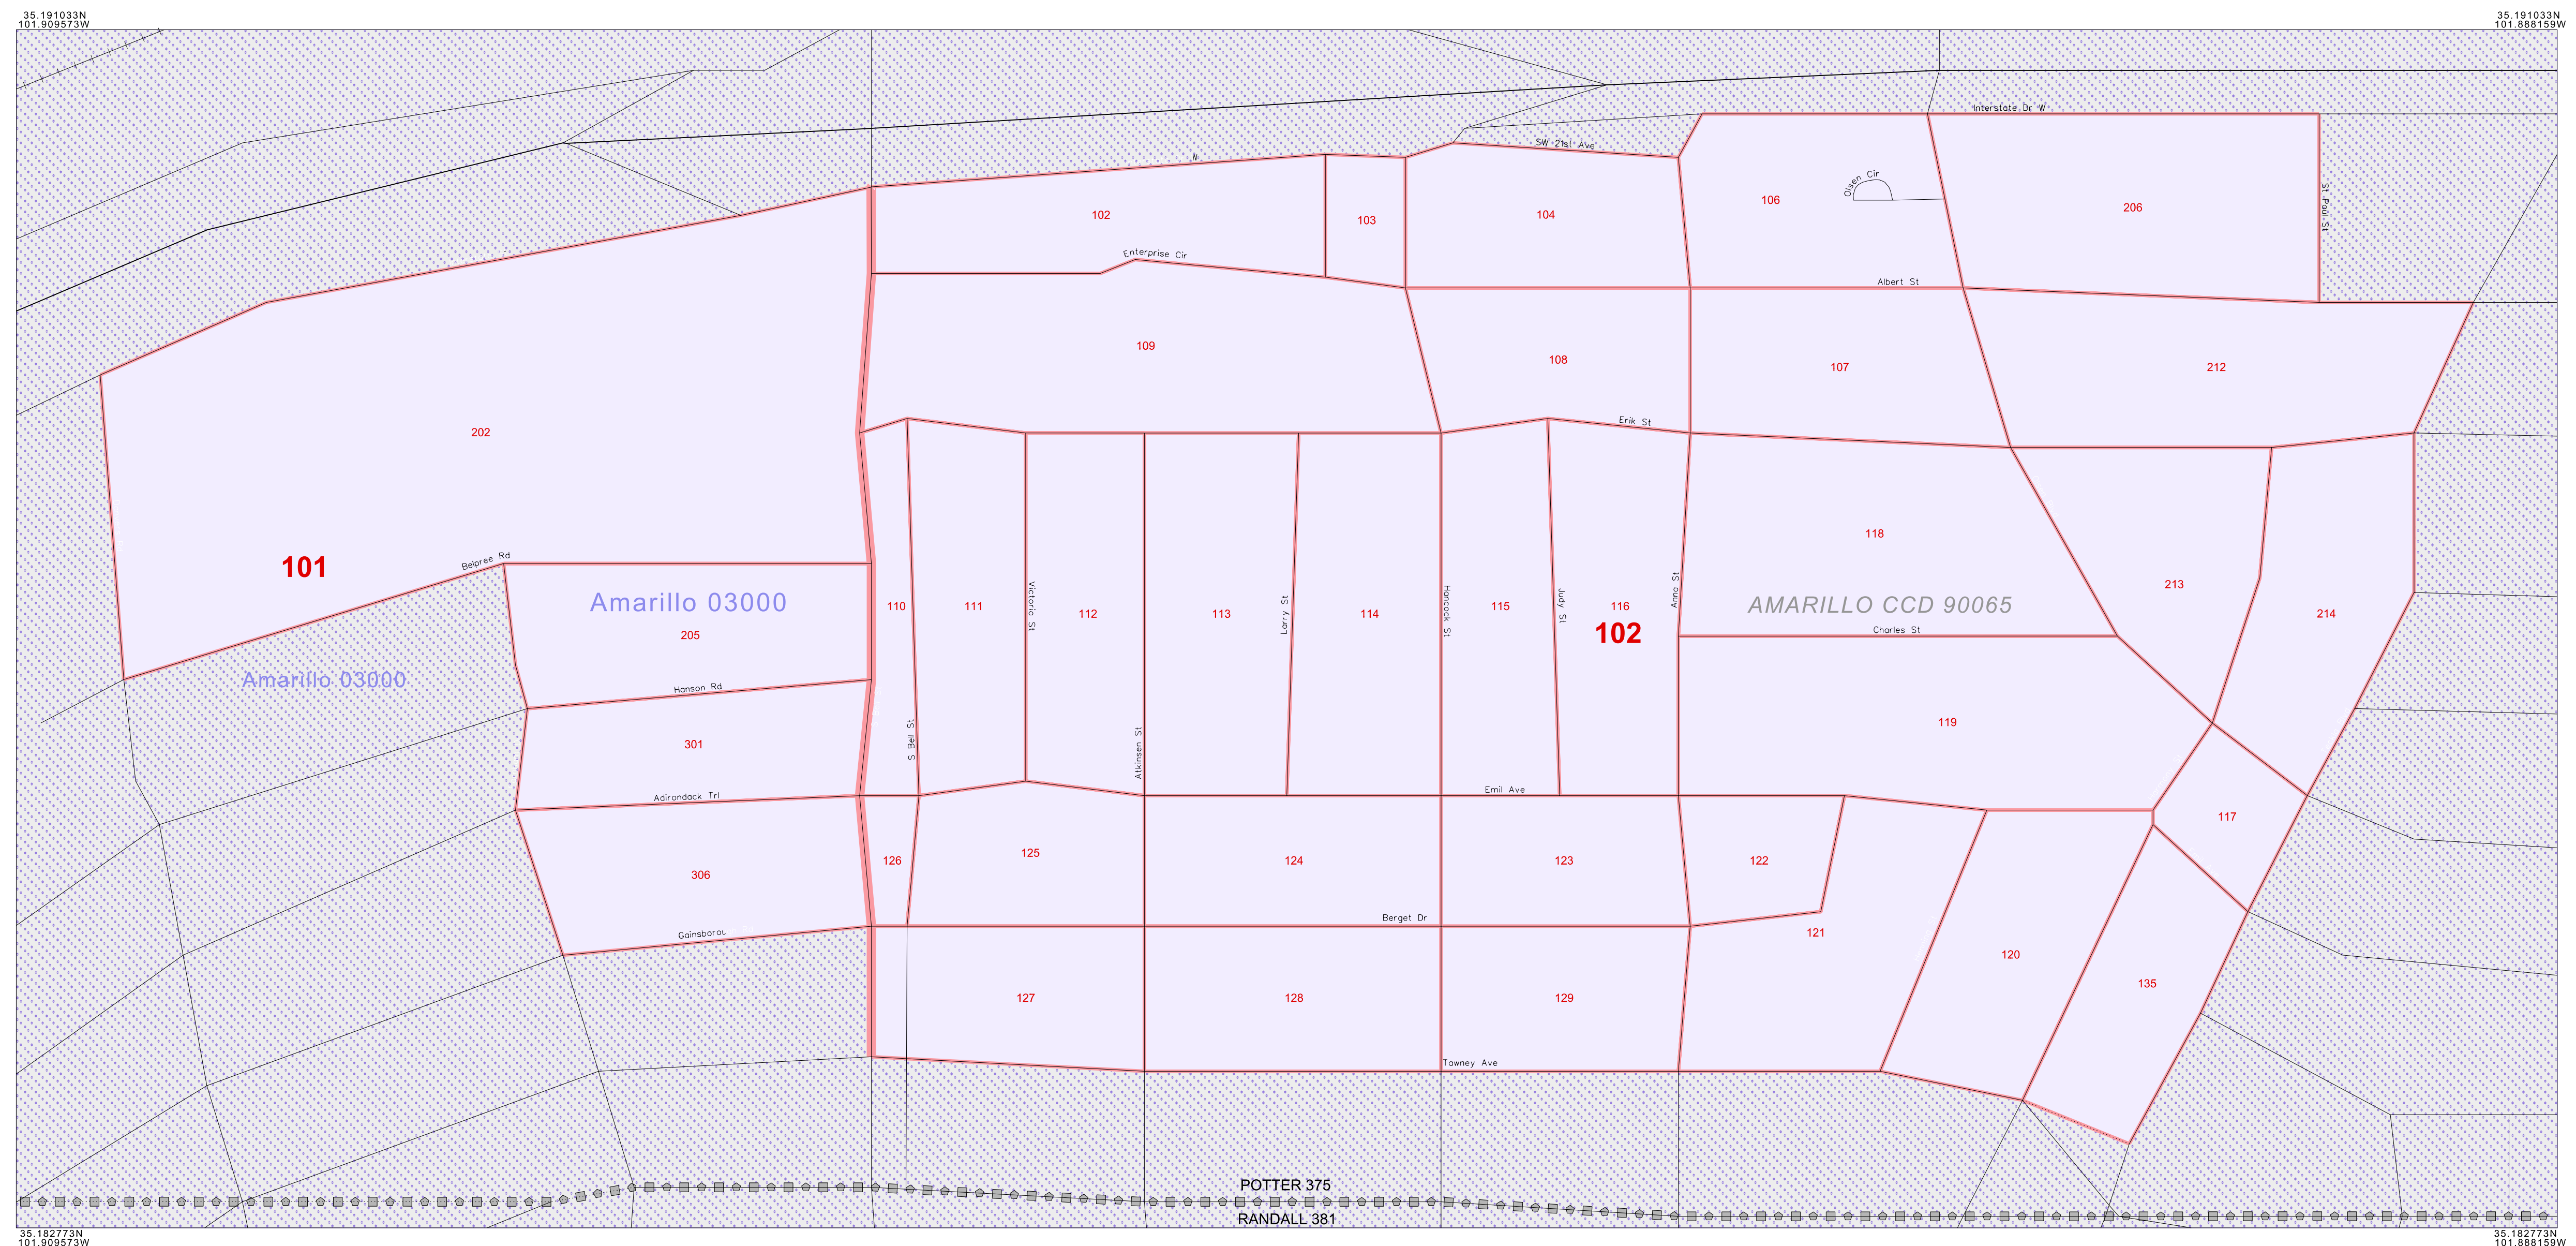 35.191033N
101.909573W
35.191033N
101.888159W
Interstate Dr W
SW 21st Ave
N
Olsen Cir
St Paul St
102
103
104
106
206
Enterprise Cir
Albert St
109
108
107
212
202
Erik St
118
Belpree Rd
101
Amarillo 03000
205
110
111
Victoria St
112
113
Larry St
114
Hancock St
115
Judy St
116
102
Anna St
AMARILLO CCD 90065
Charles St
213
214
Amarillo 03000
Hanson Rd
301
S Bell St
Atkinsen St
119
Adirondack Trl
Emil Ave
117
306
126
125
124
123
122
Gainsborou
Berget Dr
121
120
135
127
128
129
Tawney Ave
POTTER 375
RANDALL 381
35.182773N
101.909573W
35.182773N
101.888159W